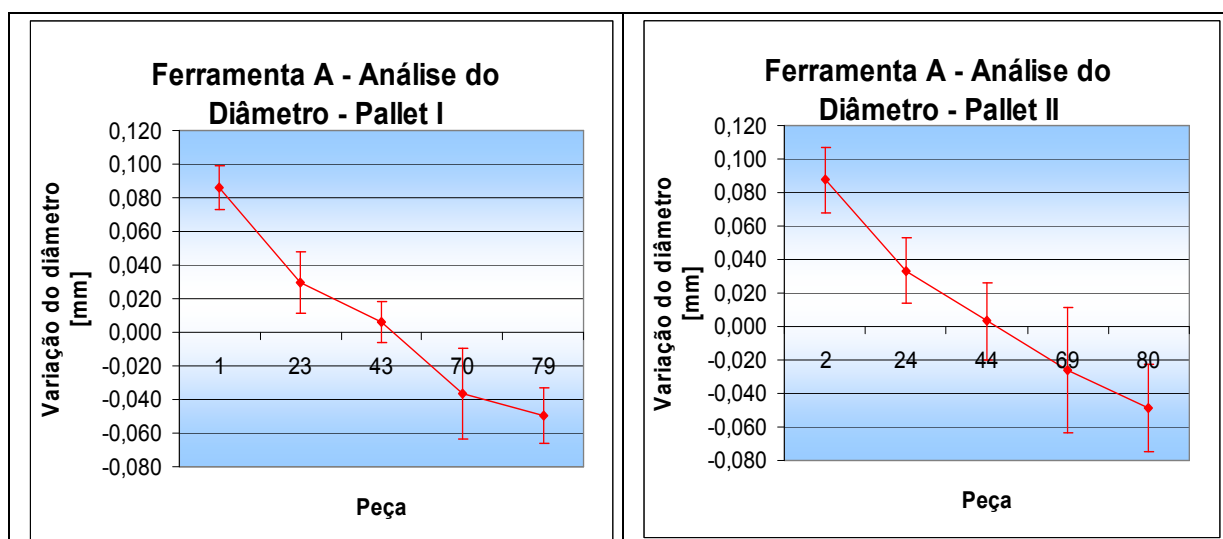 Ferramenta A - Análise do
Diâmetro - Pallet I
0,120
0,100
0,080
0,060
0,040
0,020
0,000
-0,020
-0,040
-0,060
-0,080
Variação do diâmetro
[mm]
1 23 43 70 79
Peça
Ferramenta A - Análise do
Diâmetro - Pallet II
0,120
0,100
0,080
0,060
0,040
0,020
0,000
-0,020
-0,040
-0,060
-0,080
Variação do diâmetro
[mm]
2 24 44 69 80
Peça